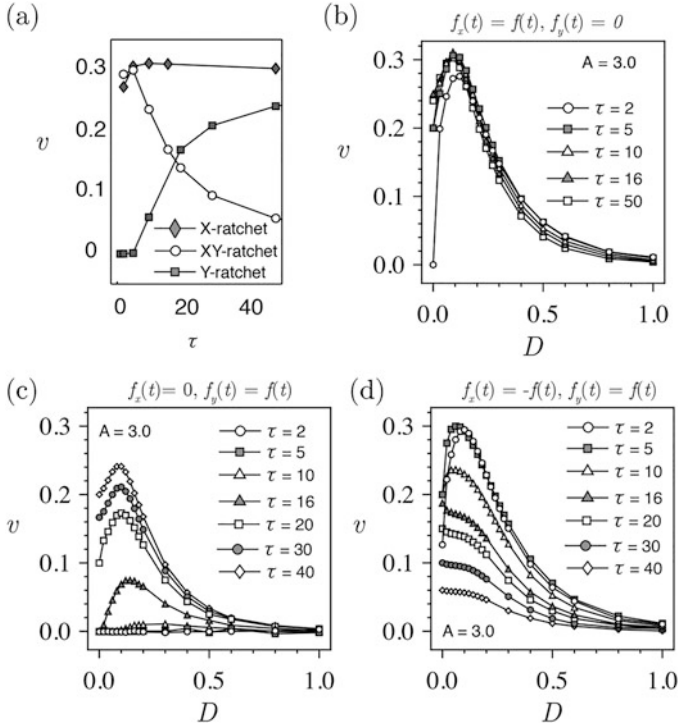 (a)
0.3
0.2
0.1
0
v
X-ratchet
XY-ratchet
Y-ratchet
0 20 40
τ
(b)
f_x(t) = f(t), f_y(t) = 0
A = 3.0
τ = 2
τ = 5
τ = 10
τ = 16
τ = 50
0.3
0.2
0.1
0.0
v
0.0 0.5 1.0
D
(c)
f_x(t)= 0, f_y(t) = f(t)
A = 3.0
τ = 2
τ = 5
τ = 10
τ = 16
τ = 20
τ = 30
τ = 40
0.3
0.2
0.1
0.0
v
0.0 0.5 1.0
D
(d)
f_x(t) = -f(t), f_y(t) = f(t)
τ = 2
τ = 5
τ = 10
τ = 16
τ = 20
τ = 30
τ = 40
A = 3.0
0.3
0.2
0.1
0.0
v
0.0 0.5 1.0
D